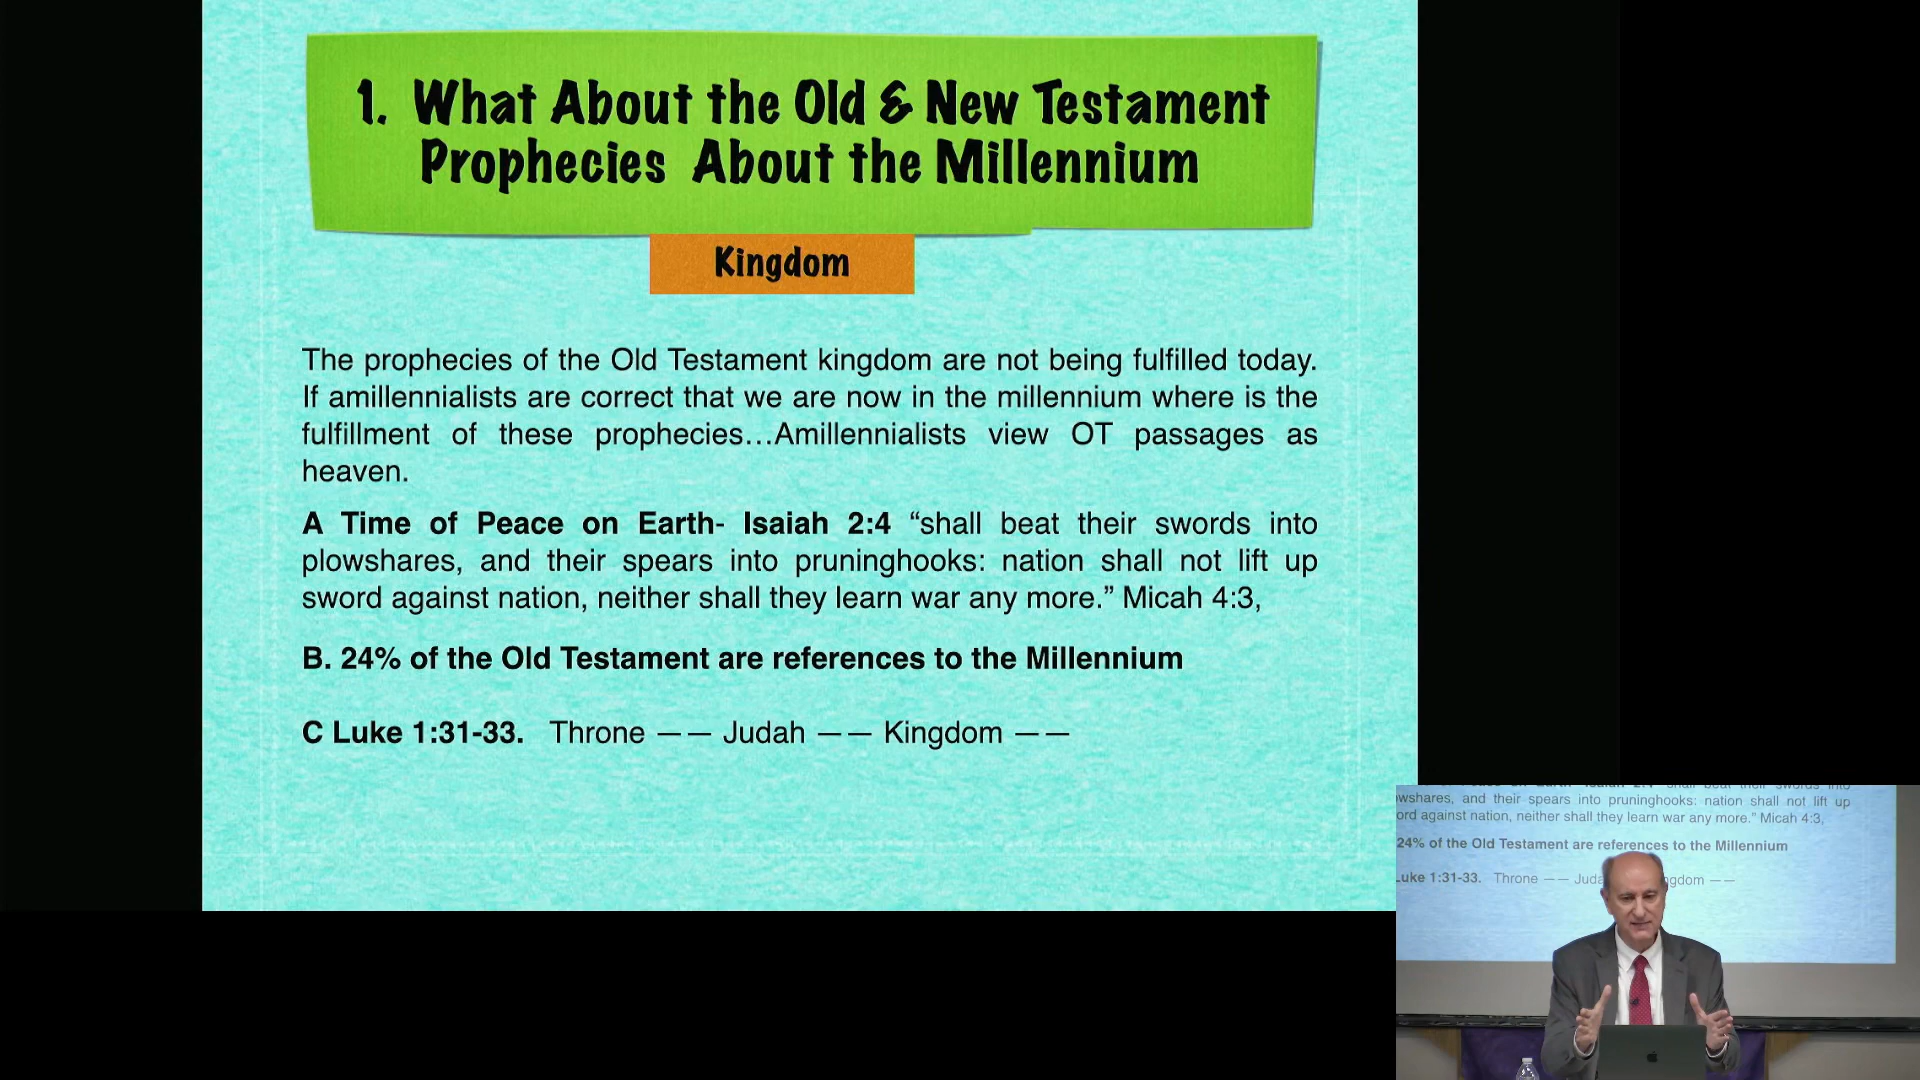 1. What About the Old & New Testament
Prophecies About the Millennium
Kingdom
The prophecies of the Old Testament kingdom are not being fulfilled today.
If amillennialists are correct that we are now in the millennium where is the
fulfillment of these prophecies…Amillennialists view OT passages as
heaven.
A Time of Peace on Earth- Isaiah 2:4 “shall beat their swords into
plowshares, and their spears into pruninghooks: nation shall not lift up
sword against nation, neither shall they learn war any more.” Micah 4:3,
B. 24% of the Old Testament are references to the Millennium
C Luke 1:31-33. Throne —— Judah —— Kingdom ——
wshares, and their spears into pruninghooks: nation shall not lift up
ord against nation, neither shall they learn war any more.” Micah 4:3,
24% of the Old Testament are references to the Millennium
uke 1:31-33. Throne —— Juda ngdom ——